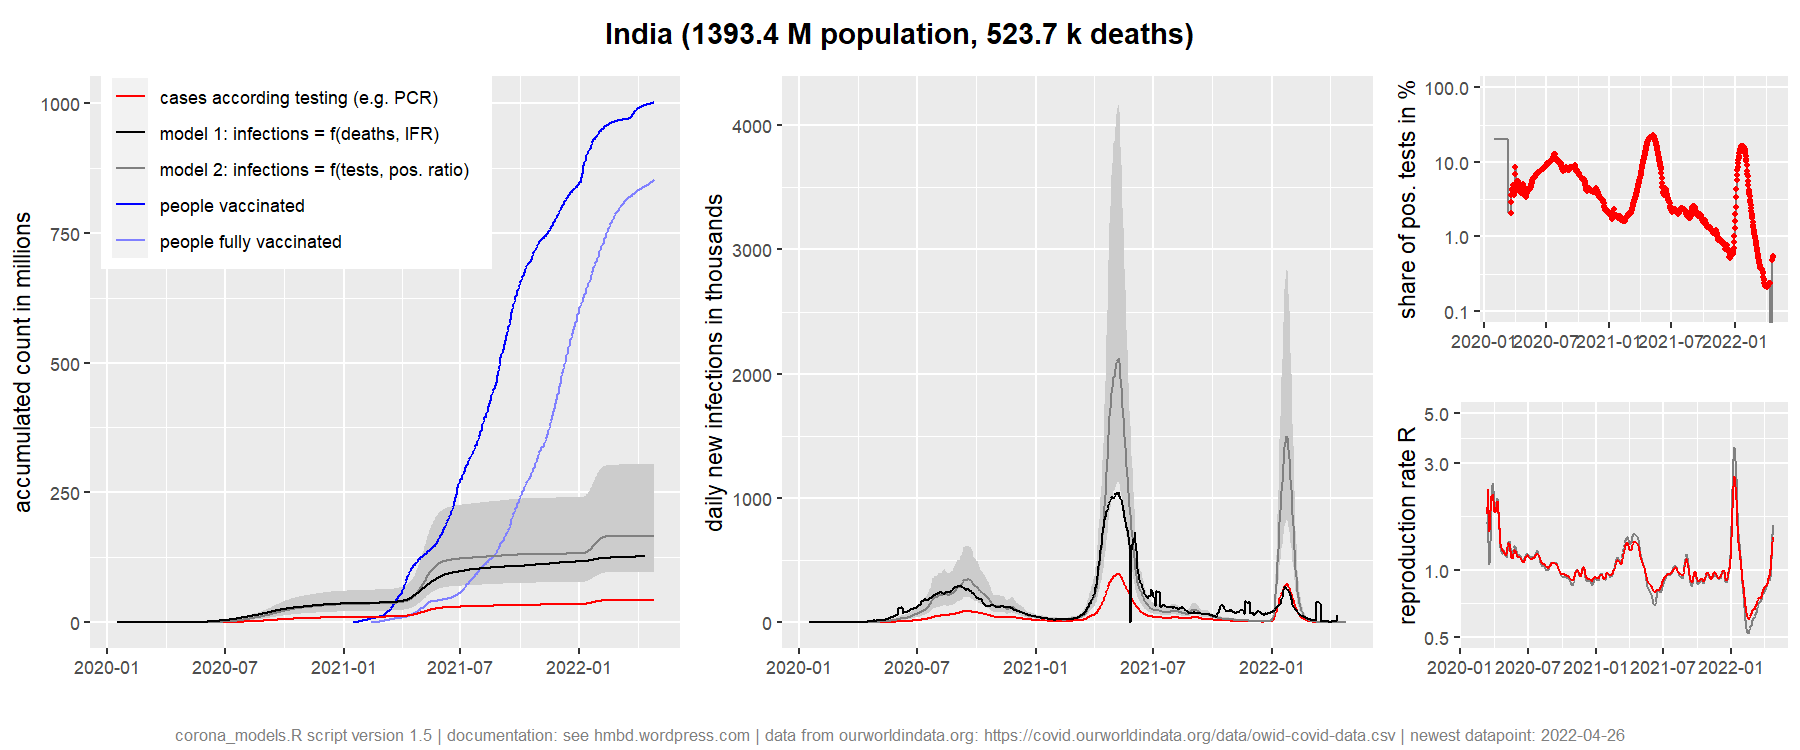 India (1393.4 M population, 523.7 k deaths)
accumulated count in millions
1000
750
500
250
0
cases according testing (e.g. PCR)
model 1: infections = f(deaths, IFR)
model 2: infections = f(tests, pos. ratio)
people vaccinated
people fully vaccinated
2020-01 2020-07 2021-01 2021-07 2022-01
daily new infections in thousands
4000
3000
2000
1000
0
2020-01 2020-07 2021-01 2021-07 2022-01
share of pos. tests in %
100.0
10.0
1.0
0.1
2020-01 2020-07 2021-01 2021-07 2022-01
reproduction rate R
5.0
3.0
1.0
0.5
2020-01 2020-07 2021-01 2021-07 2022-01
corona_models.R script version 1.5 | documentation: see hmbd.wordpress.com | data from ourworldindata.org: https://covid.ourworldindata.org/data/owid-covid-data.csv | newest datapoint: 2022-04-26